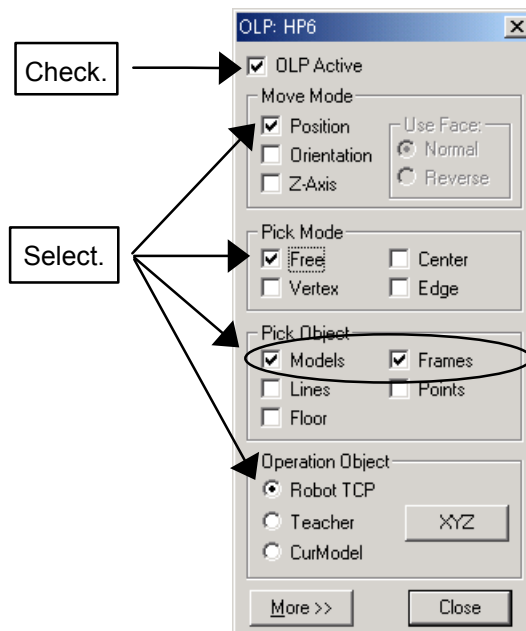 OLP: HP6
Check.
OLP Active
Move Mode
Position
Use Face:
Orientation
Normal
Z-Axis
Reverse
Select.
Pick Mode
Free
Center
Vertex
Edge
Pick Object
Models
Frames
Lines
Points
Floor
Operation Object
Robot TCP
Teacher
XYZ
CurModel
More >>
Close